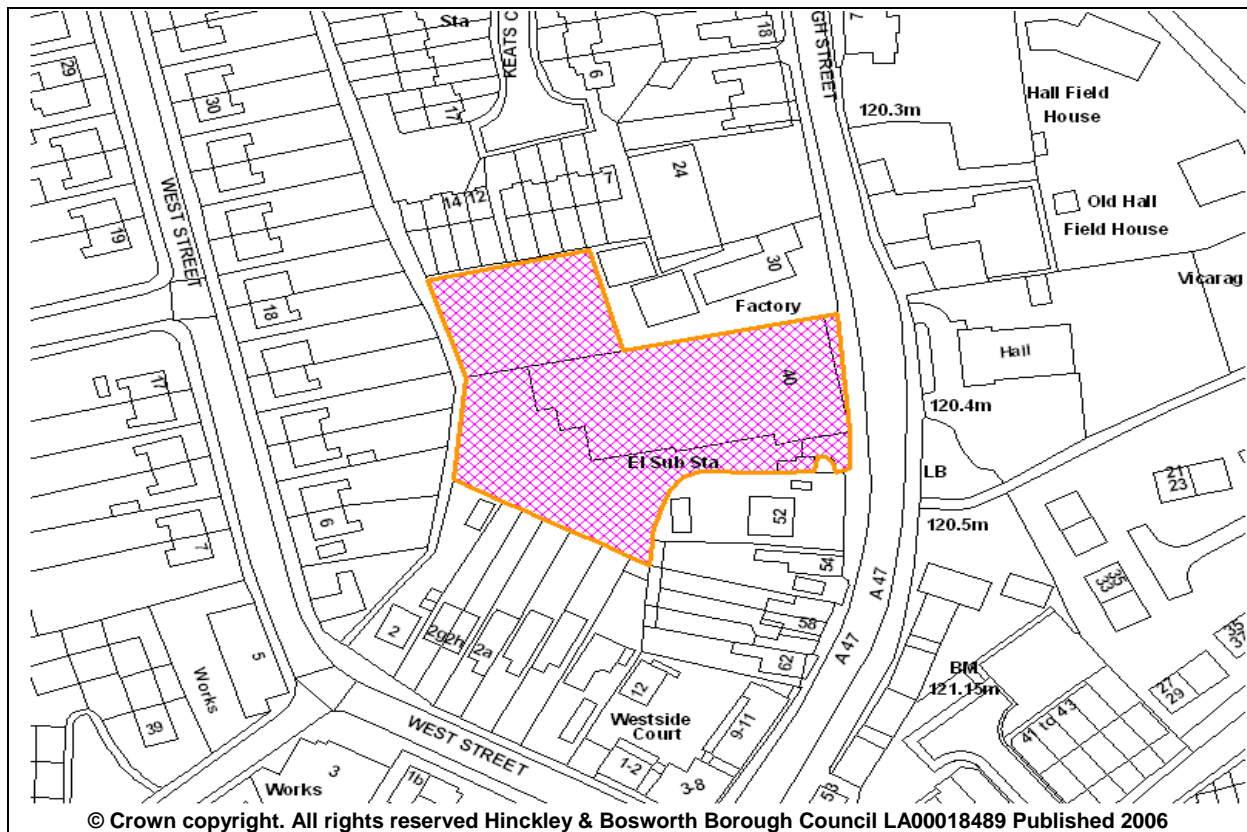 Sta
KEATS C
GH STREET
7
18
29
30
17
6
120.3m
Hall Field
House
WEST STREET
19
14
12
7
24
Old Hall
Field House
Vicarag
18
30
Factory
Hall
40
120.4m
17
El Sub Sta
LB
21
23
6
52
120.5m
7
54
A 47
35
33
2
2g
2h
2a
58
35
37
5
62
A 47
BM
121.15m
27
29
Works
12
Westside
Court
9-11
39
41 to 43
WEST STREET
1-2
3
1b
3-8
53
Works
© Crown copyright. All rights reserved Hinckley & Bosworth Borough Council LA00018489 Published 2006